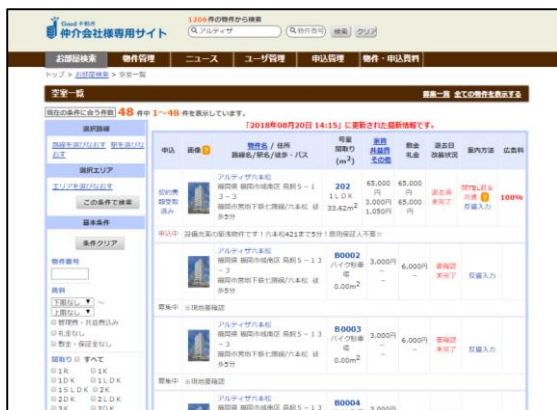 Good不動産
仲介会社様専用サイト
1206件の物件から検索
アルティザ
物件番号 検索 クリア
お部屋検索 物件管理 ニュース ユーザ管理 申込管理 物件・申込資料
トップ > お部屋検索 > 空室一覧
空室一覧
募集一覧 全ての物件を表示する
現在の条件に合う件数 48 件中 1~48 件を表示しています。
「2018年08月20日 14:15」に更新された最新情報です。
選択路線
路線を選びなおす 駅を選びなおす
選択エリア
エリアを選びなおす
この条件で検索
基本条件
条件クリア
物件番号
賃料
下限なし ~
上限なし
管理費・共益費込み
礼金なし
敷金・保証金なし
間取り すべて
1R 1K
1DK 1LDK
1SLDK 2K
2DK 2LDK
3K 3DK
申込 画像 物件名 / 住所
路線名/駅名/徒歩・バス
号室
間取り
(m²)
家賃
共益費
その他
敷金
礼金
退去日
改装状況
案内方法 広告料
契約書類受取済み
アルティザ六本松
福岡県 福岡市城南区 鳥飼5-13-3
福岡市営地下鉄七隈線/六本松 徒歩5分
202
1LDK
33.62m²
65,000円
3,000円
1,050円
65,000円
65,000円
退去済
未完了
反響入力
100%
申込中 設備充実の築浅物件です!六本松421まで5分!原則保証人不要☆
アルティザ六本松
福岡県 福岡市城南区 鳥飼5-13-3
福岡市営地下鉄七隈線/六本松 徒歩5分
B0002
バイク駐車場
0.00m²
3,000円
-
-
6,000円
-
要確認
未完了
反響入力
募集中 ※現地要確認
アルティザ六本松
福岡県 福岡市城南区 鳥飼5-13-3
福岡市営地下鉄七隈線/六本松 徒歩5分
B0003
バイク駐車場
0.00m²
3,000円
-
-
6,000円
-
要確認
未完了
反響入力
募集中 ※現地要確認
アルティザ六本松
福岡県 福岡市城南区 鳥飼5-13
B0004
バイク駐車
3,000円